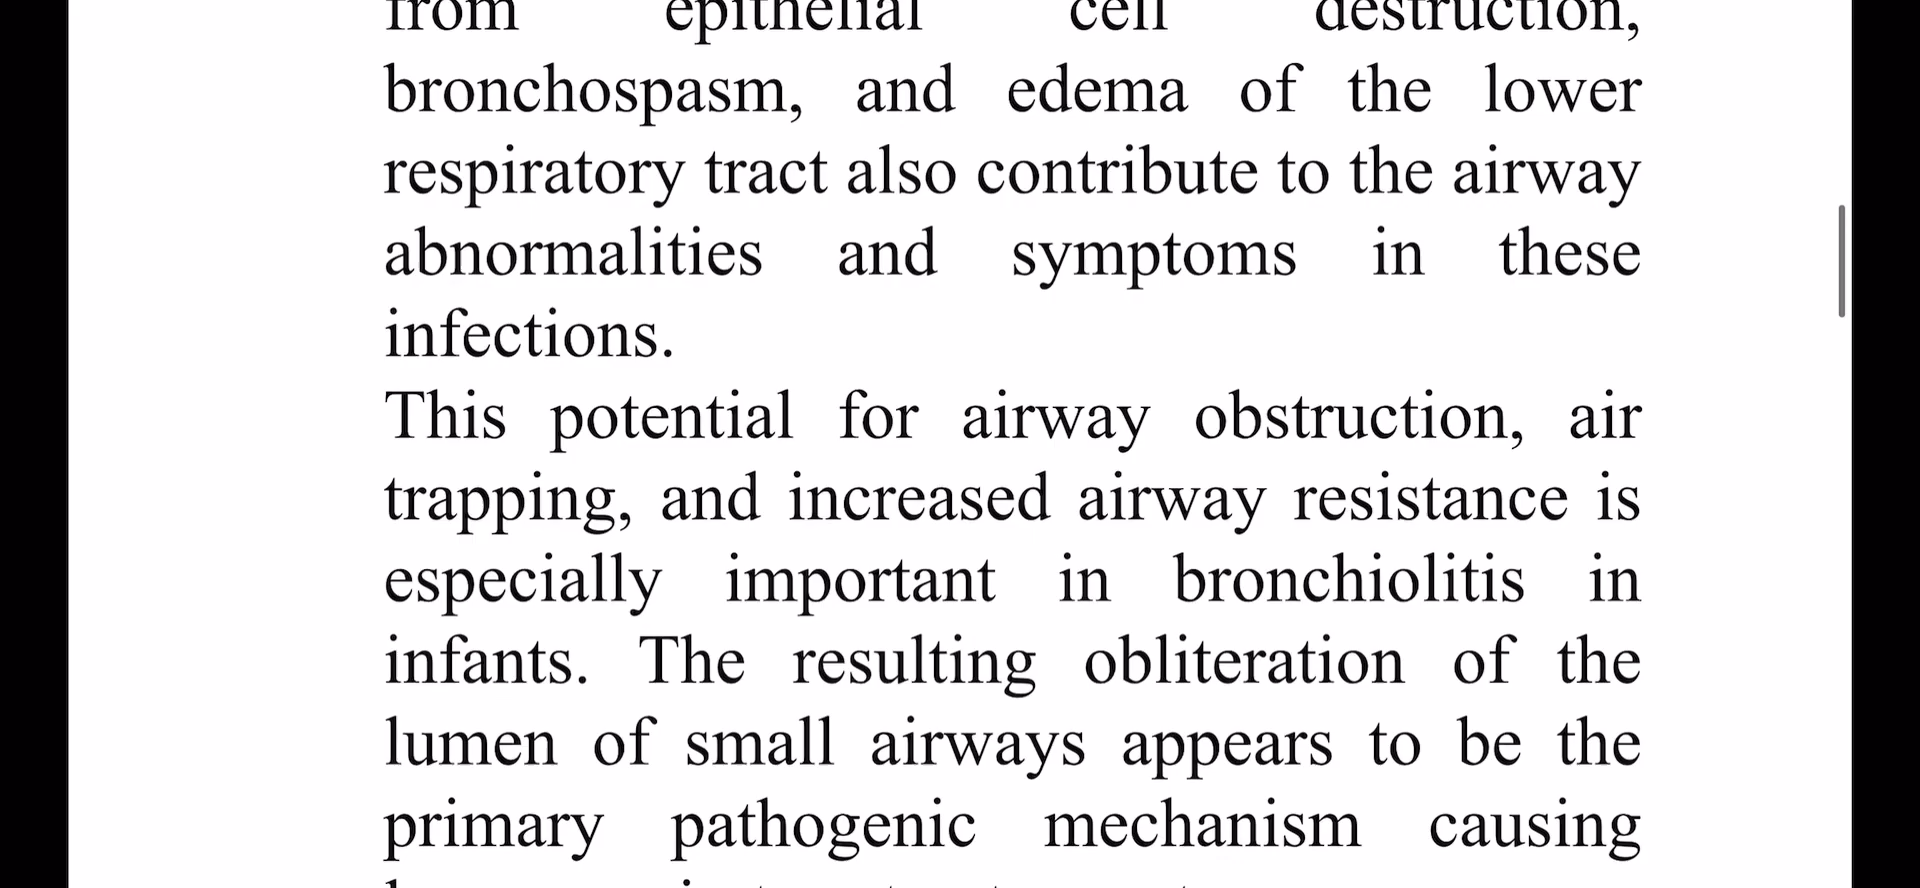 from epithelial cell destruction,
bronchospasm, and edema of the lower
respiratory tract also contribute to the airway
abnormalities and symptoms in these
infections.
This potential for airway obstruction, air
trapping, and increased airway resistance is
especially important in bronchiolitis in
infants. The resulting obliteration of the
lumen of small airways appears to be the
primary pathogenic mechanism causing